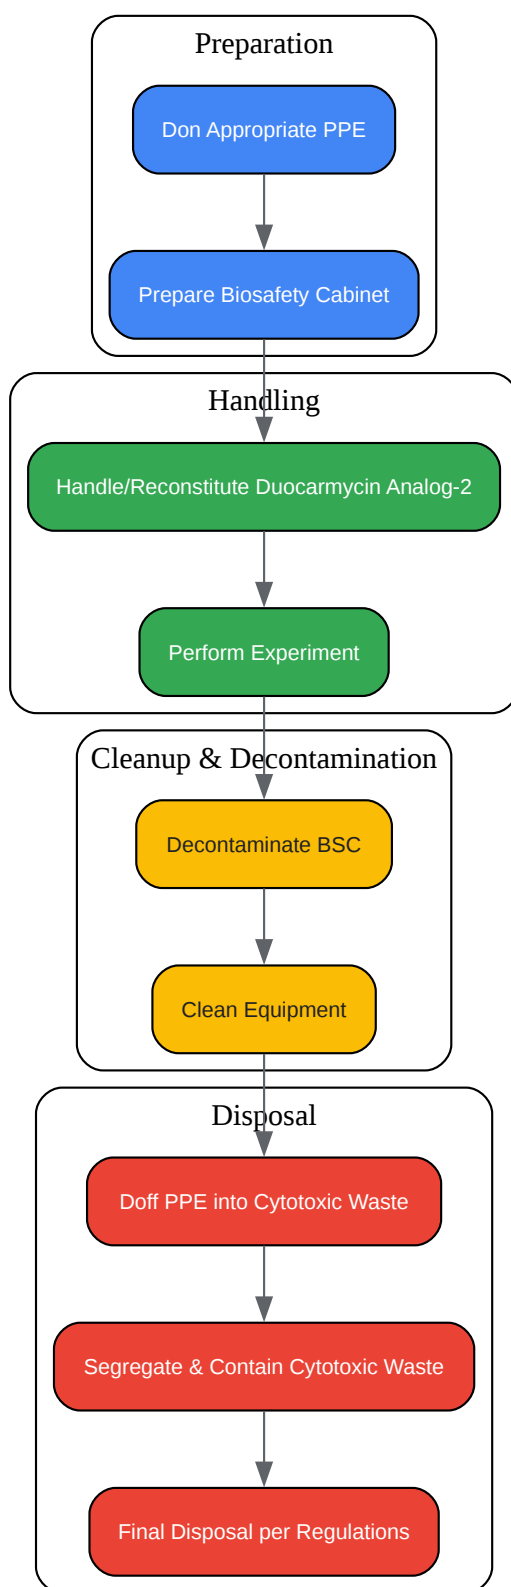 Preparation
Don Appropriate PPE
Prepare Biosafety Cabinet
Handling
Handle/Reconstitute Duocarmycin Analog-2
Perform Experiment
Cleanup & Decontamination
Decontaminate BSC
Clean Equipment
Disposal
Doff PPE into Cytotoxic Waste
Segregate & Contain Cytotoxic Waste
Final Disposal per Regulations